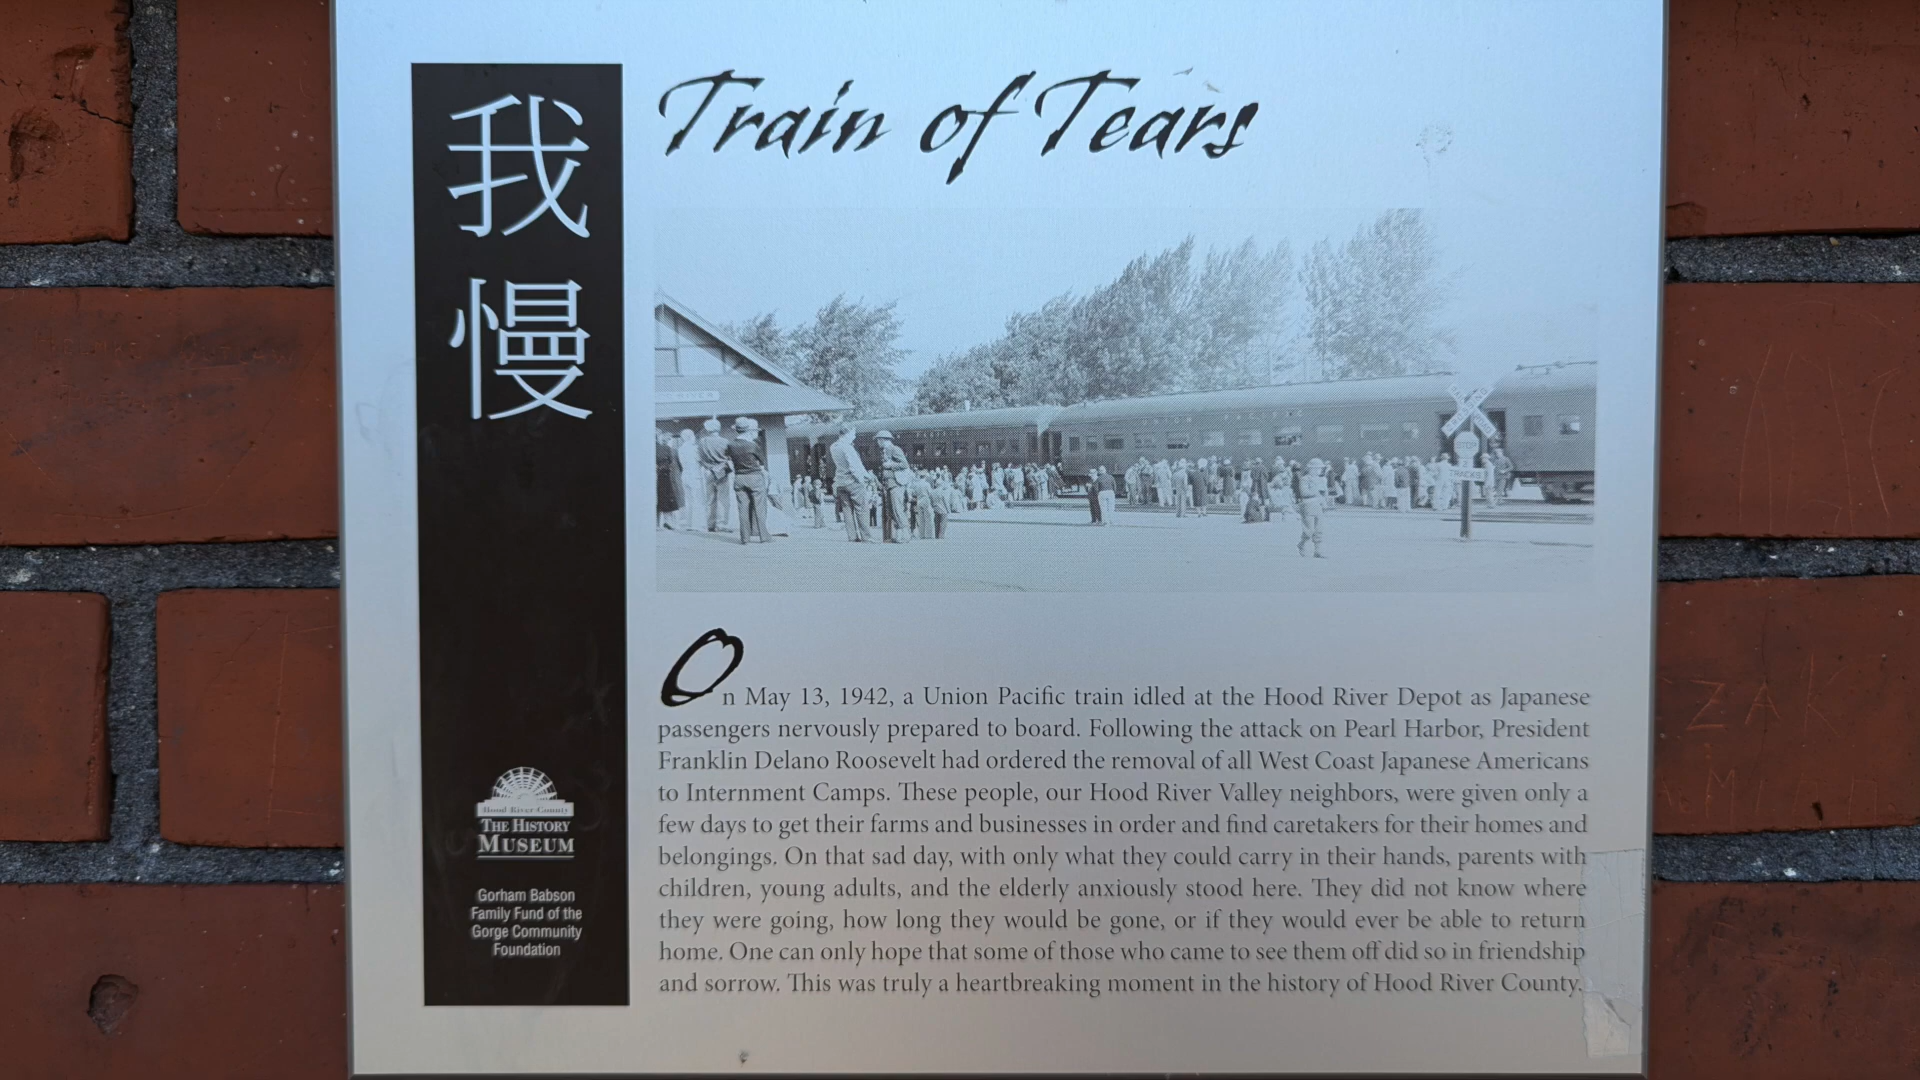 我慢
Train of Tears
On May 13, 1942, a Union Pacific train idled at the Hood River Depot as Japanese
passengers nervously prepared to board. Following the attack on Pearl Harbor, President
Franklin Delano Roosevelt had ordered the removal of all West Coast Japanese Americans
to Internment Camps. These people, our Hood River Valley neighbors, were given only a
few days to get their farms and businesses in order and find caretakers for their homes and
belongings. On that sad day, with only what they could carry in their hands, parents with
children, young adults, and the elderly anxiously stood here. They did not know where
they were going, how long they would be gone, or if they would ever be able to return
home. One can only hope that some of those who came to see them off did so in friendship
and sorrow. This was truly a heartbreaking moment in the history of Hood River County.
Hood River County
THE HISTORY
MUSEUM
Gorham Babson
Family Fund of the
Gorge Community
Foundation
ZAK